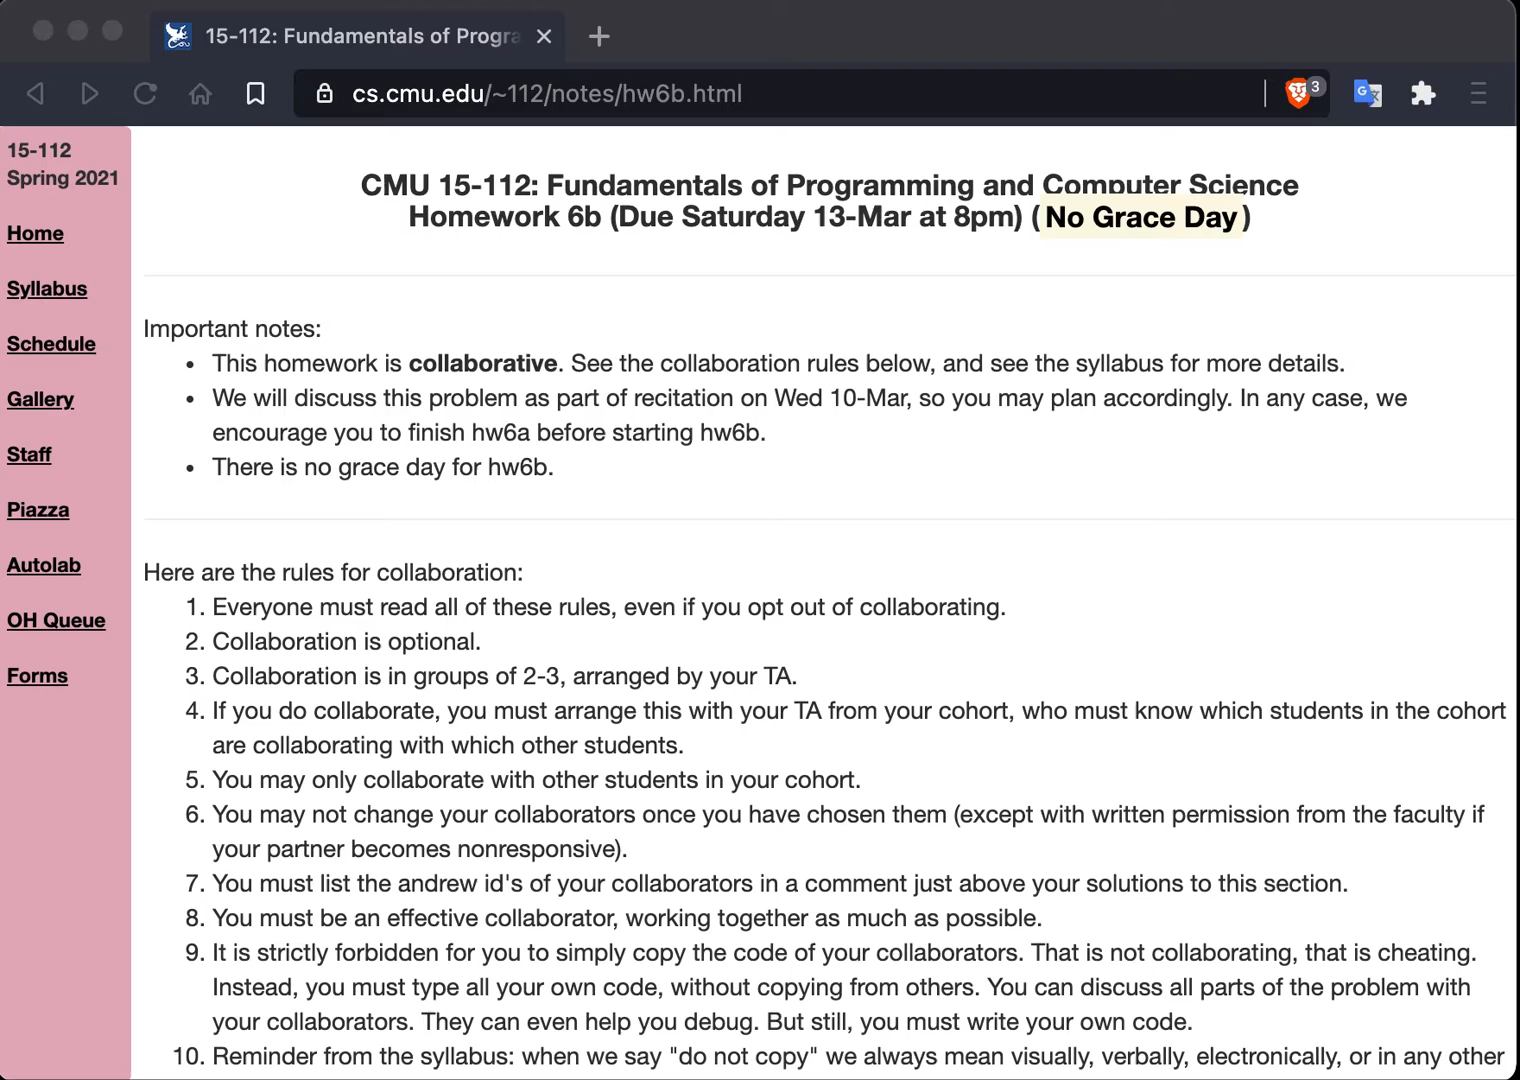 15-112: Fundamentals of Progra
cs.cmu.edu/~112/notes/hw6b.html
3
15-112
Spring 2021
Home
Syllabus
Schedule
Gallery
Staff
Piazza
Autolab
OH Queue
Forms
CMU 15-112: Fundamentals of Programming and Computer Science
Homework 6b (Due Saturday 13-Mar at 8pm) (No Grace Day)
Important notes:
• This homework is collaborative. See the collaboration rules below, and see the syllabus for more details.
• We will discuss this problem as part of recitation on Wed 10-Mar, so you may plan accordingly. In any case, we
encourage you to finish hw6a before starting hw6b.
• There is no grace day for hw6b.
Here are the rules for collaboration:
1. Everyone must read all of these rules, even if you opt out of collaborating.
2. Collaboration is optional.
3. Collaboration is in groups of 2-3, arranged by your TA.
4. If you do collaborate, you must arrange this with your TA from your cohort, who must know which students in the cohort
are collaborating with which other students.
5. You may only collaborate with other students in your cohort.
6. You may not change your collaborators once you have chosen them (except with written permission from the faculty if
your partner becomes nonresponsive).
7. You must list the andrew id's of your collaborators in a comment just above your solutions to this section.
8. You must be an effective collaborator, working together as much as possible.
9. It is strictly forbidden for you to simply copy the code of your collaborators. That is not collaborating, that is cheating.
Instead, you must type all your own code, without copying from others. You can discuss all parts of the problem with
your collaborators. They can even help you debug. But still, you must write your own code.
10. Reminder from the syllabus: when we say "do not copy" we always mean visually, verbally, electronically, or in any other